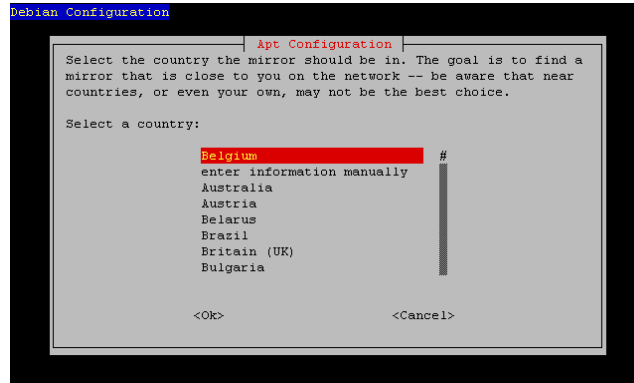 Debian Configuration
Apt Configuration
Select the country the mirror should be in. The goal is to find a
mirror that is close to you on the network -- be aware that near
countries, or even your own, may not be the best choice.
Select a country:
Belgium #
enter information manually
Australia
Austria
Belarus
Brazil
Britain (UK)
Bulgaria
<Ok> <Cancel>